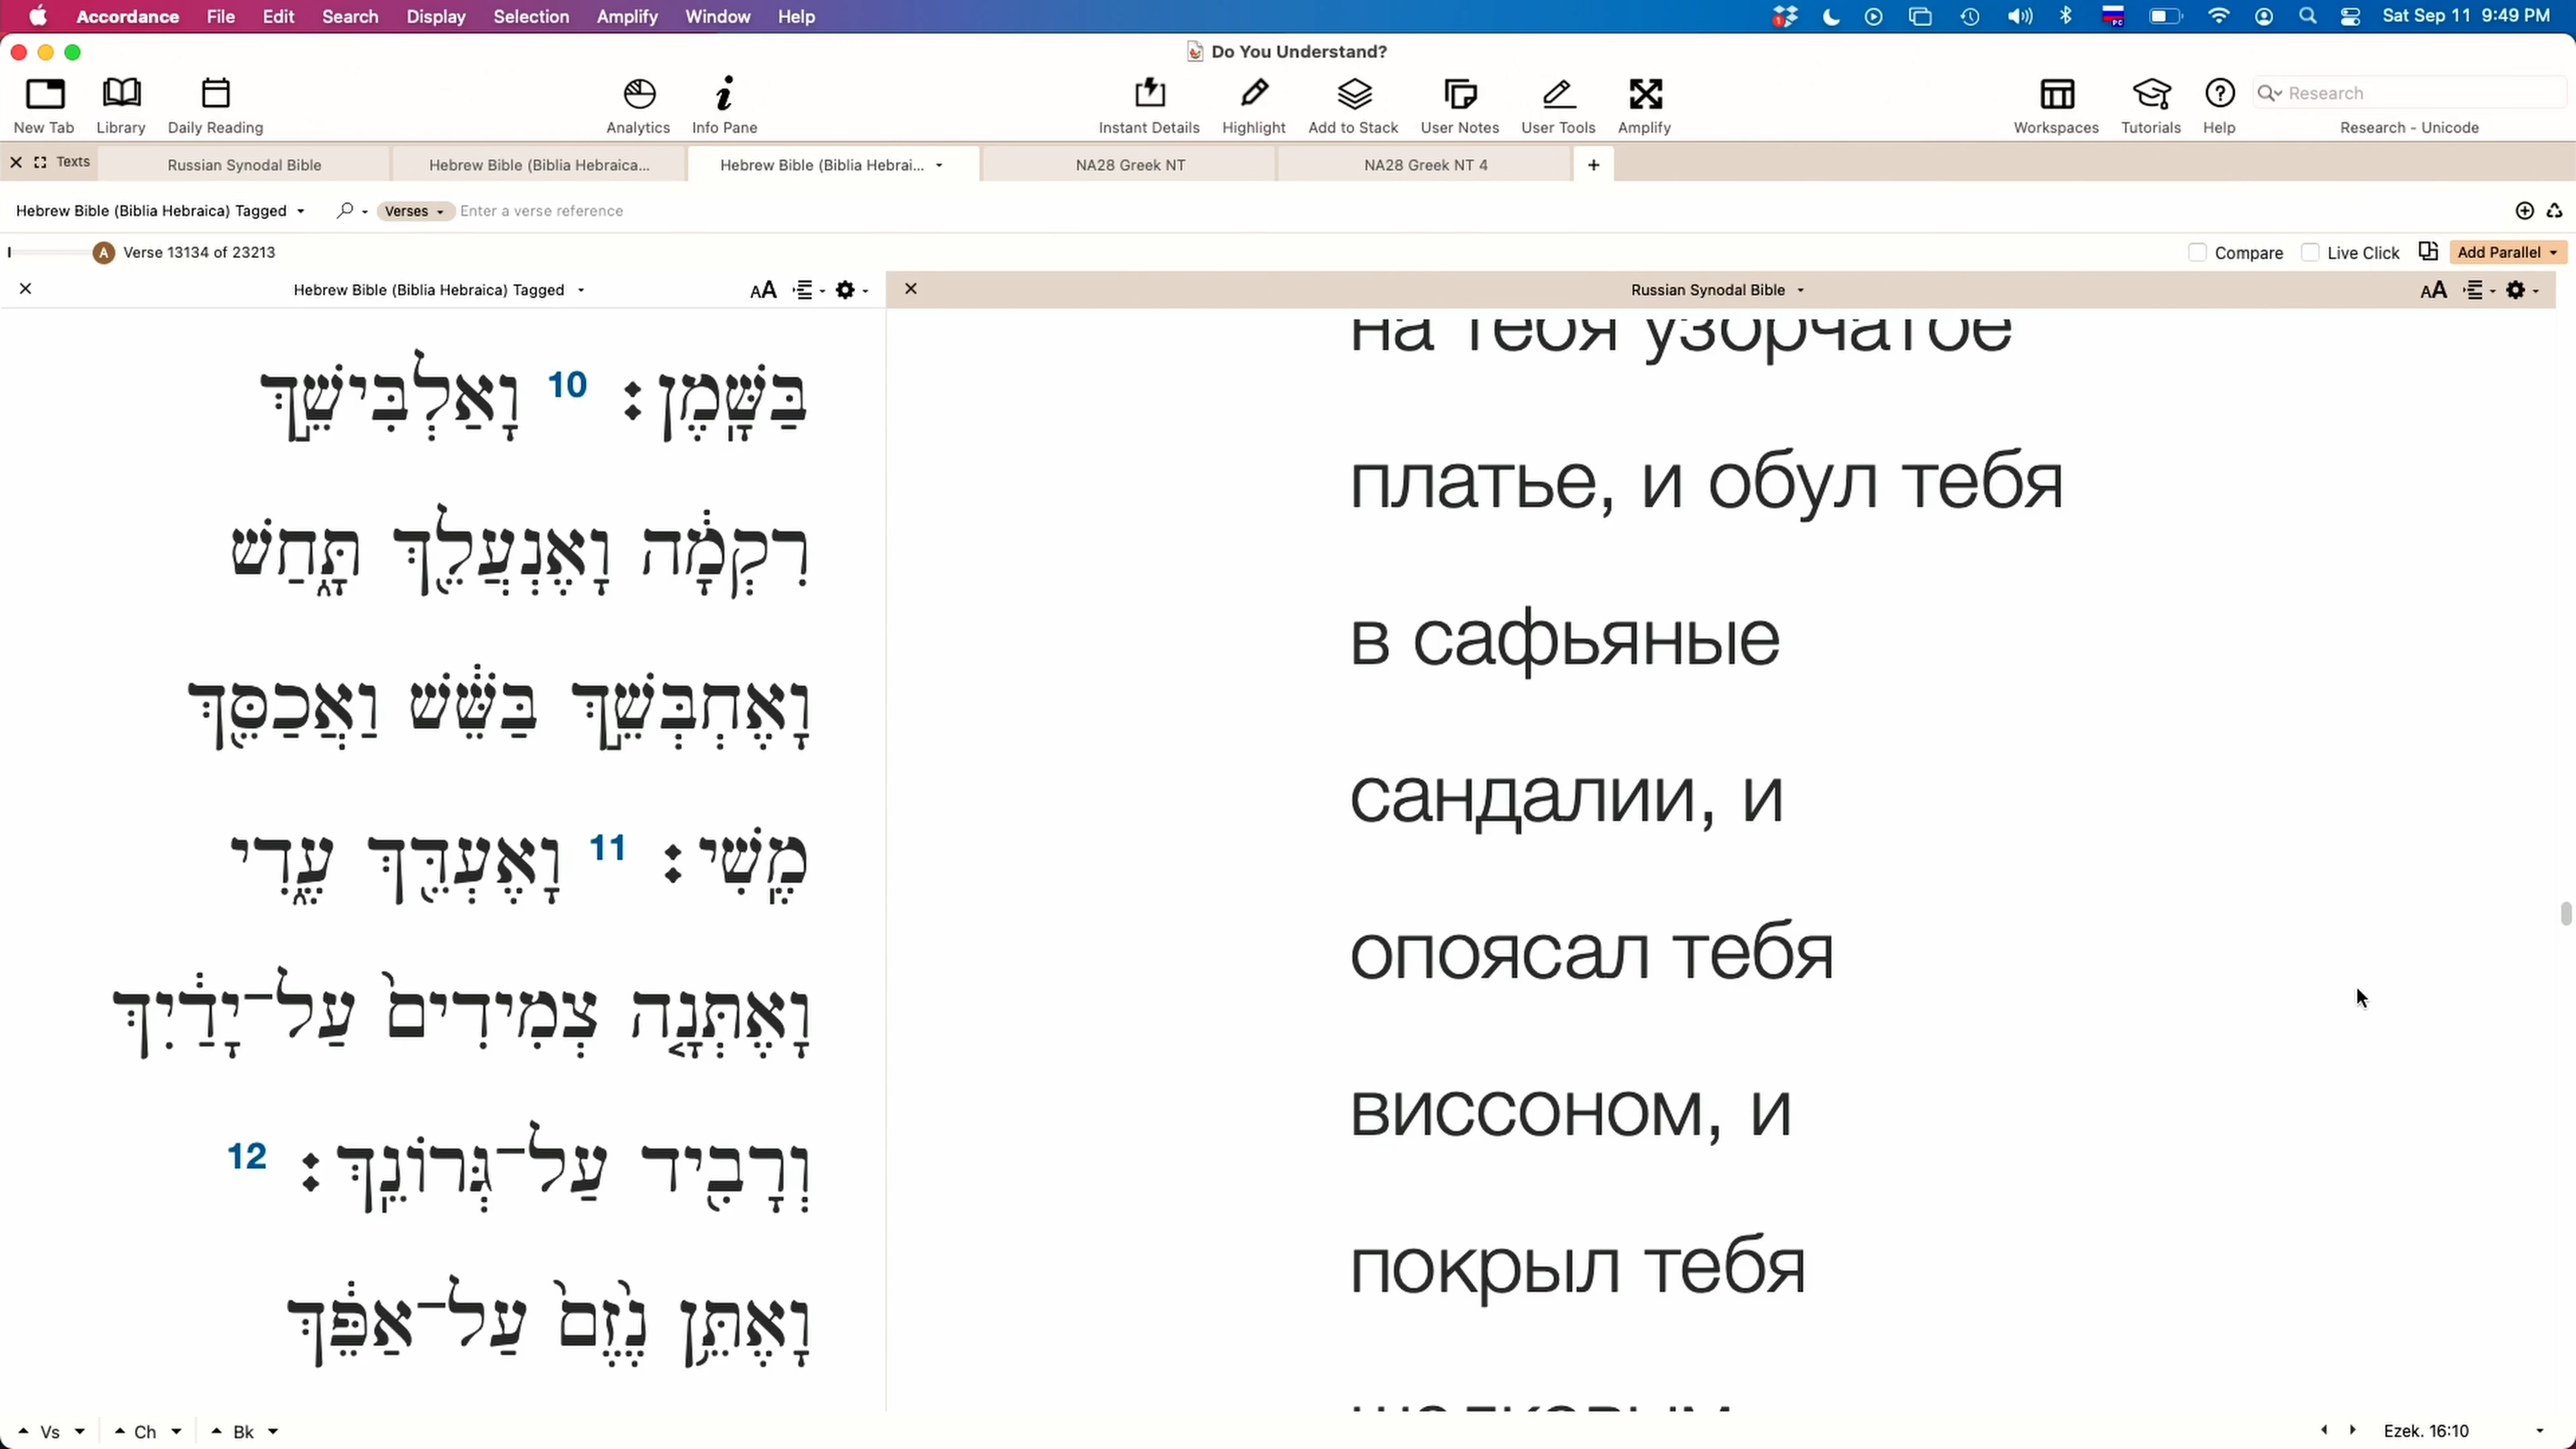 Accordance File Edit Search Display Selection Amplify Window Help Sat Sep 11 9:49 PM
Do You Understand?
New Tab Library Daily Reading Analytics Info Pane Instant Details Highlight Add to Stack User Notes User Tools Amplify Workspaces Tutorials Help Research
Research - Unicode
Texts Russian Synodal Bible Hebrew Bible (Biblia Hebraica... Hebrew Bible (Biblia Hebrai... NA28 Greek NT NA28 Greek NT 4 +
Hebrew Bible (Biblia Hebraica) Tagged Verses Enter a verse reference
A Verse 13134 of 23213 Compare Live Click Add Parallel
Hebrew Bible (Biblia Hebraica) Tagged
בַּשָּֽׁמֶן׃ 10 וָאַלְבִּישֵׁ֤ךְ
רִקְמָ֔ה וָאֶנְעֲלֵ֖ךְ תָּ֑חַשׁ
וָאֶחְבְּשֵׁ֤ךְ בַּשֵּׁ֔שׁ וַאֲכַסֵּ֖ךְ
מֶֽשִׁי׃ 11 וָאֶעְדֵּ֖ךְ עֶ֑דִי
וָאֶתְּנָ֤ה צְמִידִים֙ עַל־יָדַ֔יִךְ
וְרָבִ֖יד עַל־גְּרוֹנֵֽךְ׃ 12
וָאֶתֵּ֥ן נֶ֙זֶם֙ עַל־אַפֵּ֔ךְ
Russian Synodal Bible
на тебя узорчатое
платье, и обул тебя
в сафьяные
сандалии, и
опоясал тебя
виссоном, и
покрыл тебя
Vs Ch Bk Ezek. 16:10